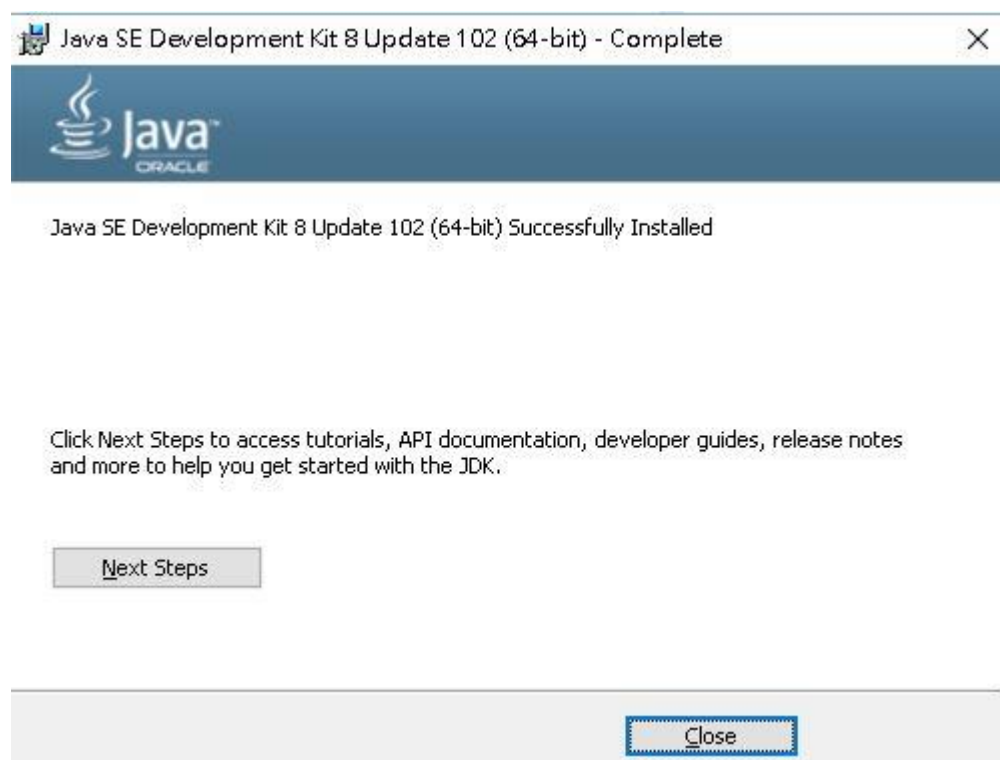 Java SE Development Kit 8 Update 102 (64-bit) - Complete
Java™
ORACLE
Java SE Development Kit 8 Update 102 (64-bit) Successfully Installed
Click Next Steps to access tutorials, API documentation, developer guides, release notes
and more to help you get started with the JDK.
Next Steps
Close